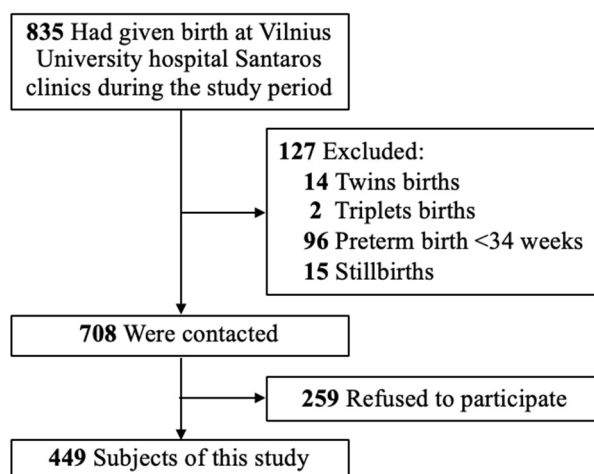 835 Had given birth at Vilnius
University hospital Santaros
clinics during the study period
127 Excluded:
14 Twins births
2 Triplets births
96 Preterm birth <34 weeks
15 Stillbirths
708 Were contacted
259 Refused to participate
449 Subjects of this study